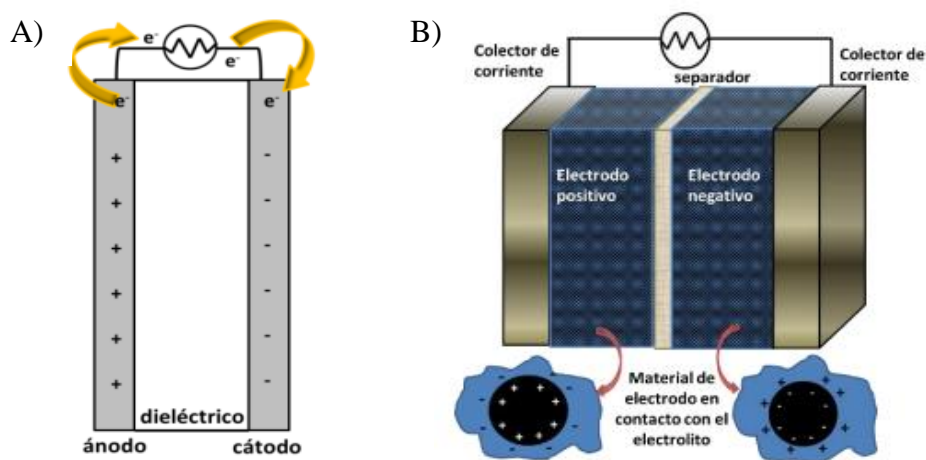 A)
e⁻
e⁻
e⁻
e⁻
+
-
+
-
+
-
+
-
+
-
+
-
dieléctrico
ánodo
cátodo
B)
Colector de
corriente
separador
Colector de
corriente
Electrodo
positivo
Electrodo
negativo
Material de
electrodo en
contacto con el
electrolito